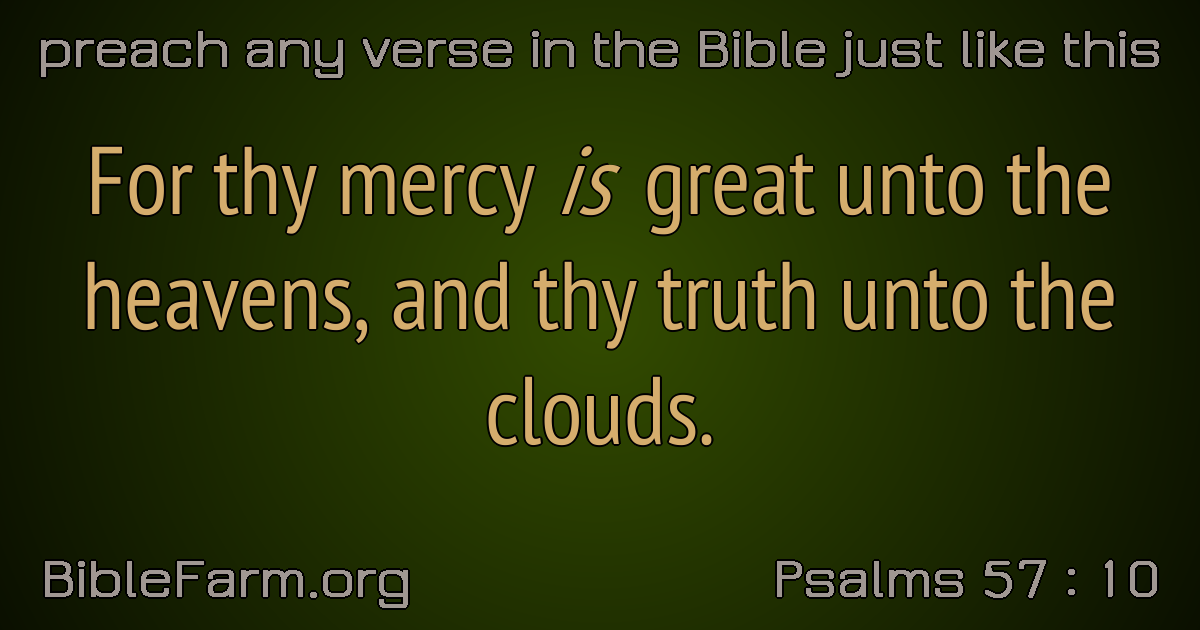 preach any verse in the Bible just like this
For thy mercy is great unto the
heavens, and thy truth unto the
clouds.
BibleFarm.org
Psalms 57 : 10